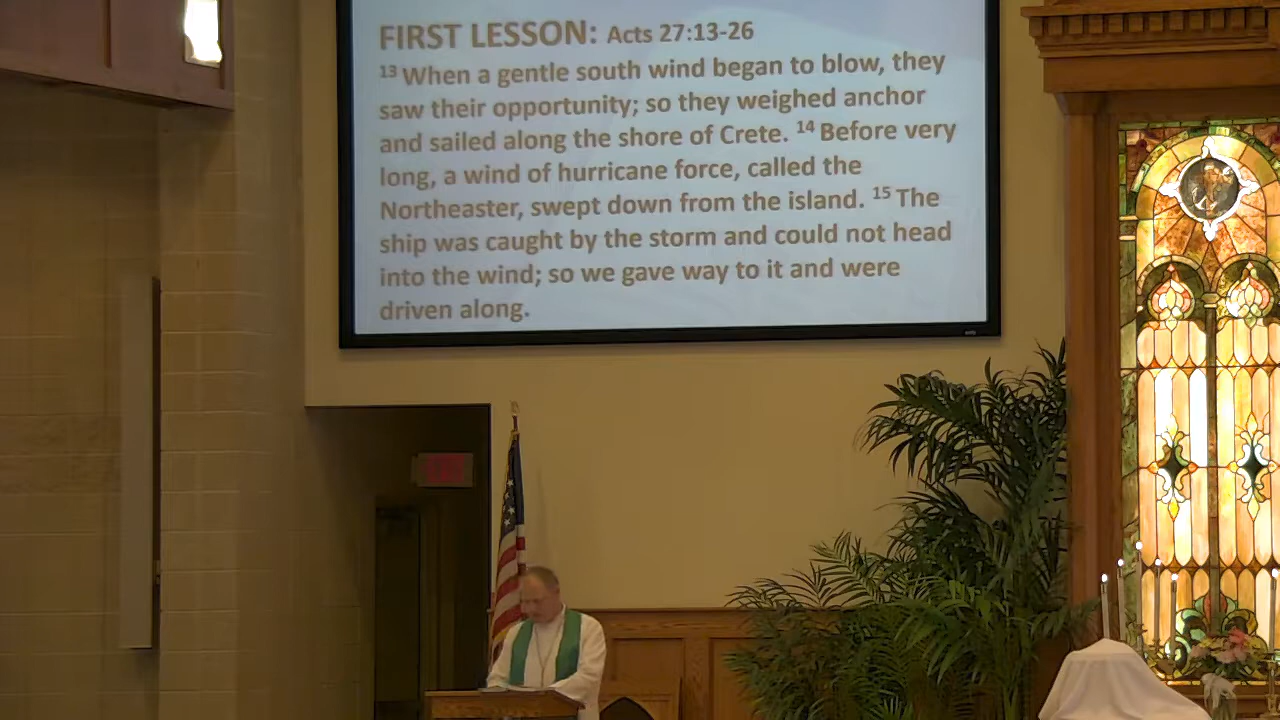 FIRST LESSON: Acts 27:13-26
13 When a gentle south wind began to blow, they
saw their opportunity; so they weighed anchor
and sailed along the shore of Crete. 14 Before very
long, a wind of hurricane force, called the
Northeaster, swept down from the island. 15 The
ship was caught by the storm and could not head
into the wind; so we gave way to it and were
driven along.